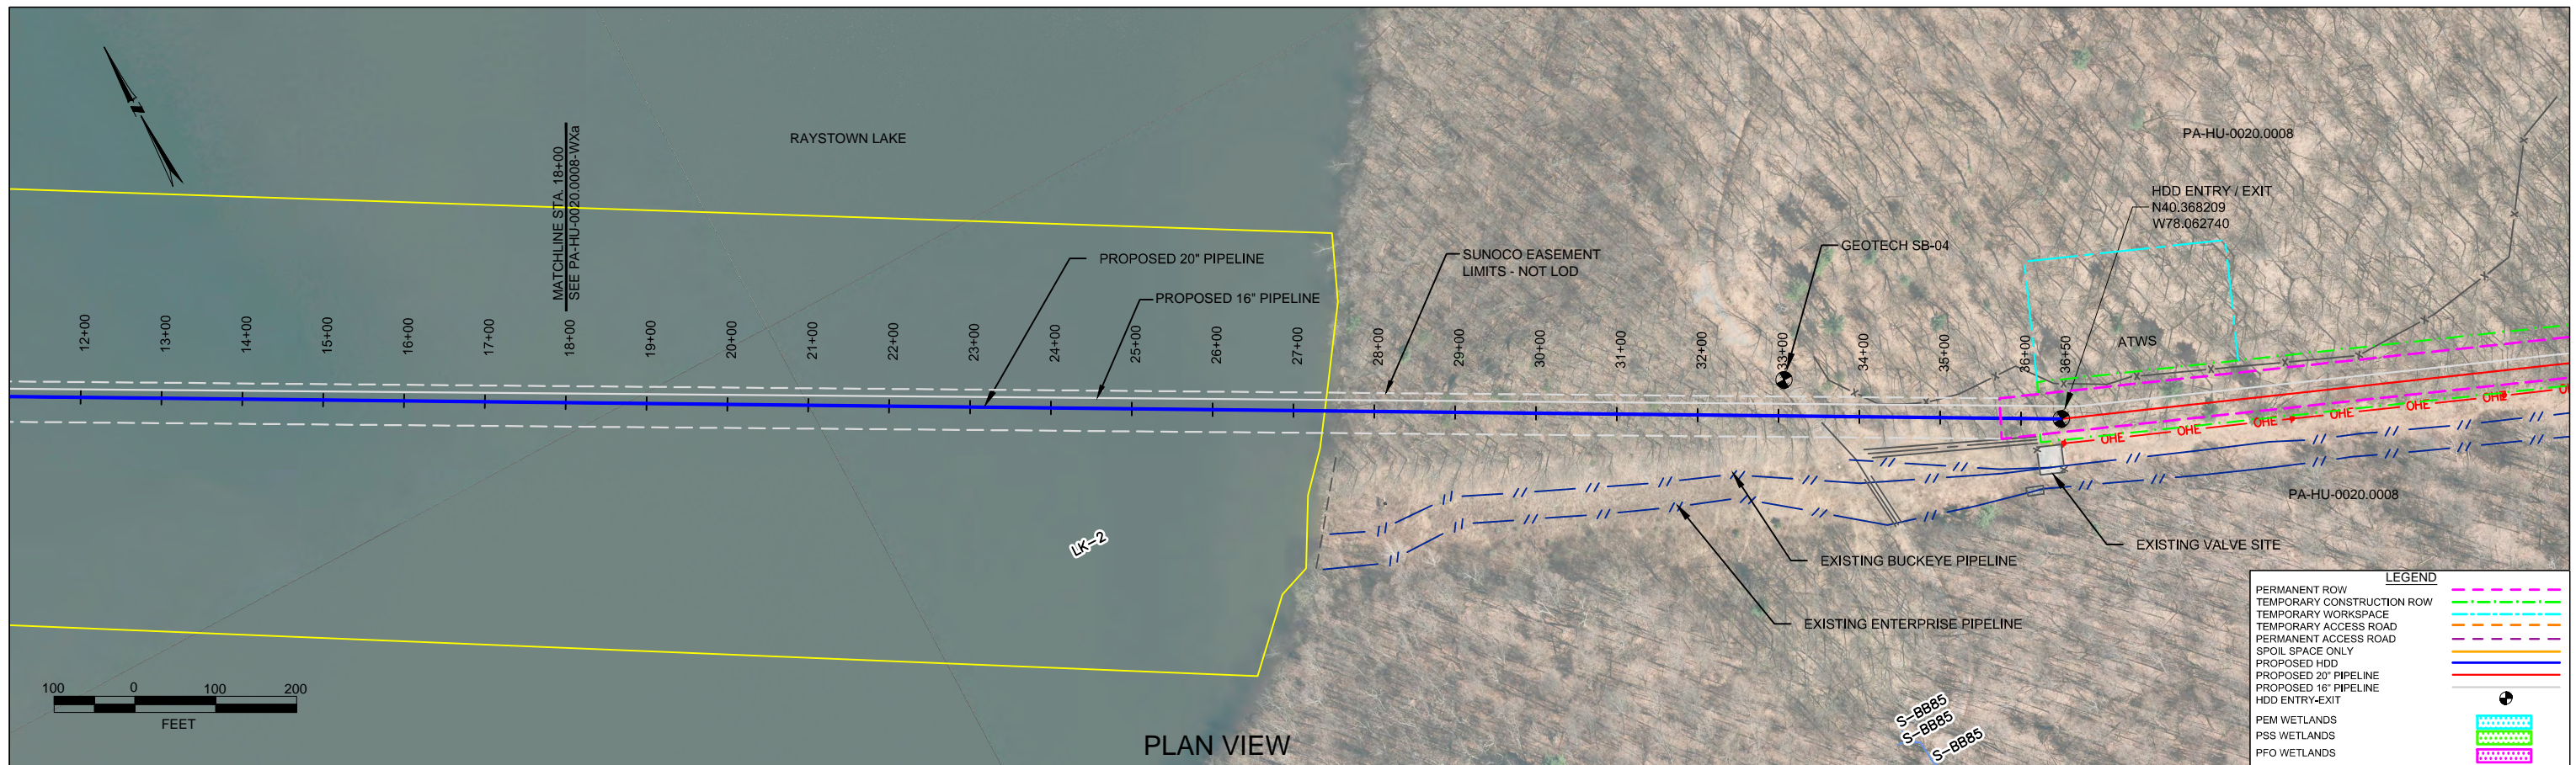 RAYSTOWN LAKE
MATCHLINE STA. 18+00
SEE PA-HU-0020.0008-WXa
PROPOSED 20" PIPELINE
PROPOSED 16" PIPELINE
SUNOCO EASEMENT
LIMITS - NOT LOD
GEOTECH SB-04
PA-HU-0020.0008
HDD ENTRY / EXIT
N40.368209
W78.062740
ATWS
12+00
13+00
14+00
15+00
16+00
17+00
18+00
19+00
20+00
21+00
22+00
23+00
24+00
25+00
26+00
27+00
28+00
29+00
30+00
31+00
32+00
33+00
34+00
35+00
36+00
36+50
OHE
OHE
OHE
OHE
OHE
OHE
LK-2
EXISTING BUCKEYE PIPELINE
EXISTING ENTERPRISE PIPELINE
EXISTING VALVE SITE
PA-HU-0020.0008
S-BB85
S-BB85
S-BB85
100 0 100 200
FEET
PLAN VIEW
LEGEND
PERMANENT ROW
TEMPORARY CONSTRUCTION ROW
TEMPORARY WORKSPACE
TEMPORARY ACCESS ROAD
PERMANENT ACCESS ROAD
SPOIL SPACE ONLY
PROPOSED HDD
PROPOSED 20" PIPELINE
PROPOSED 16" PIPELINE
HDD ENTRY-EXIT
PEM WETLANDS
PSS WETLANDS
PFO WETLANDS